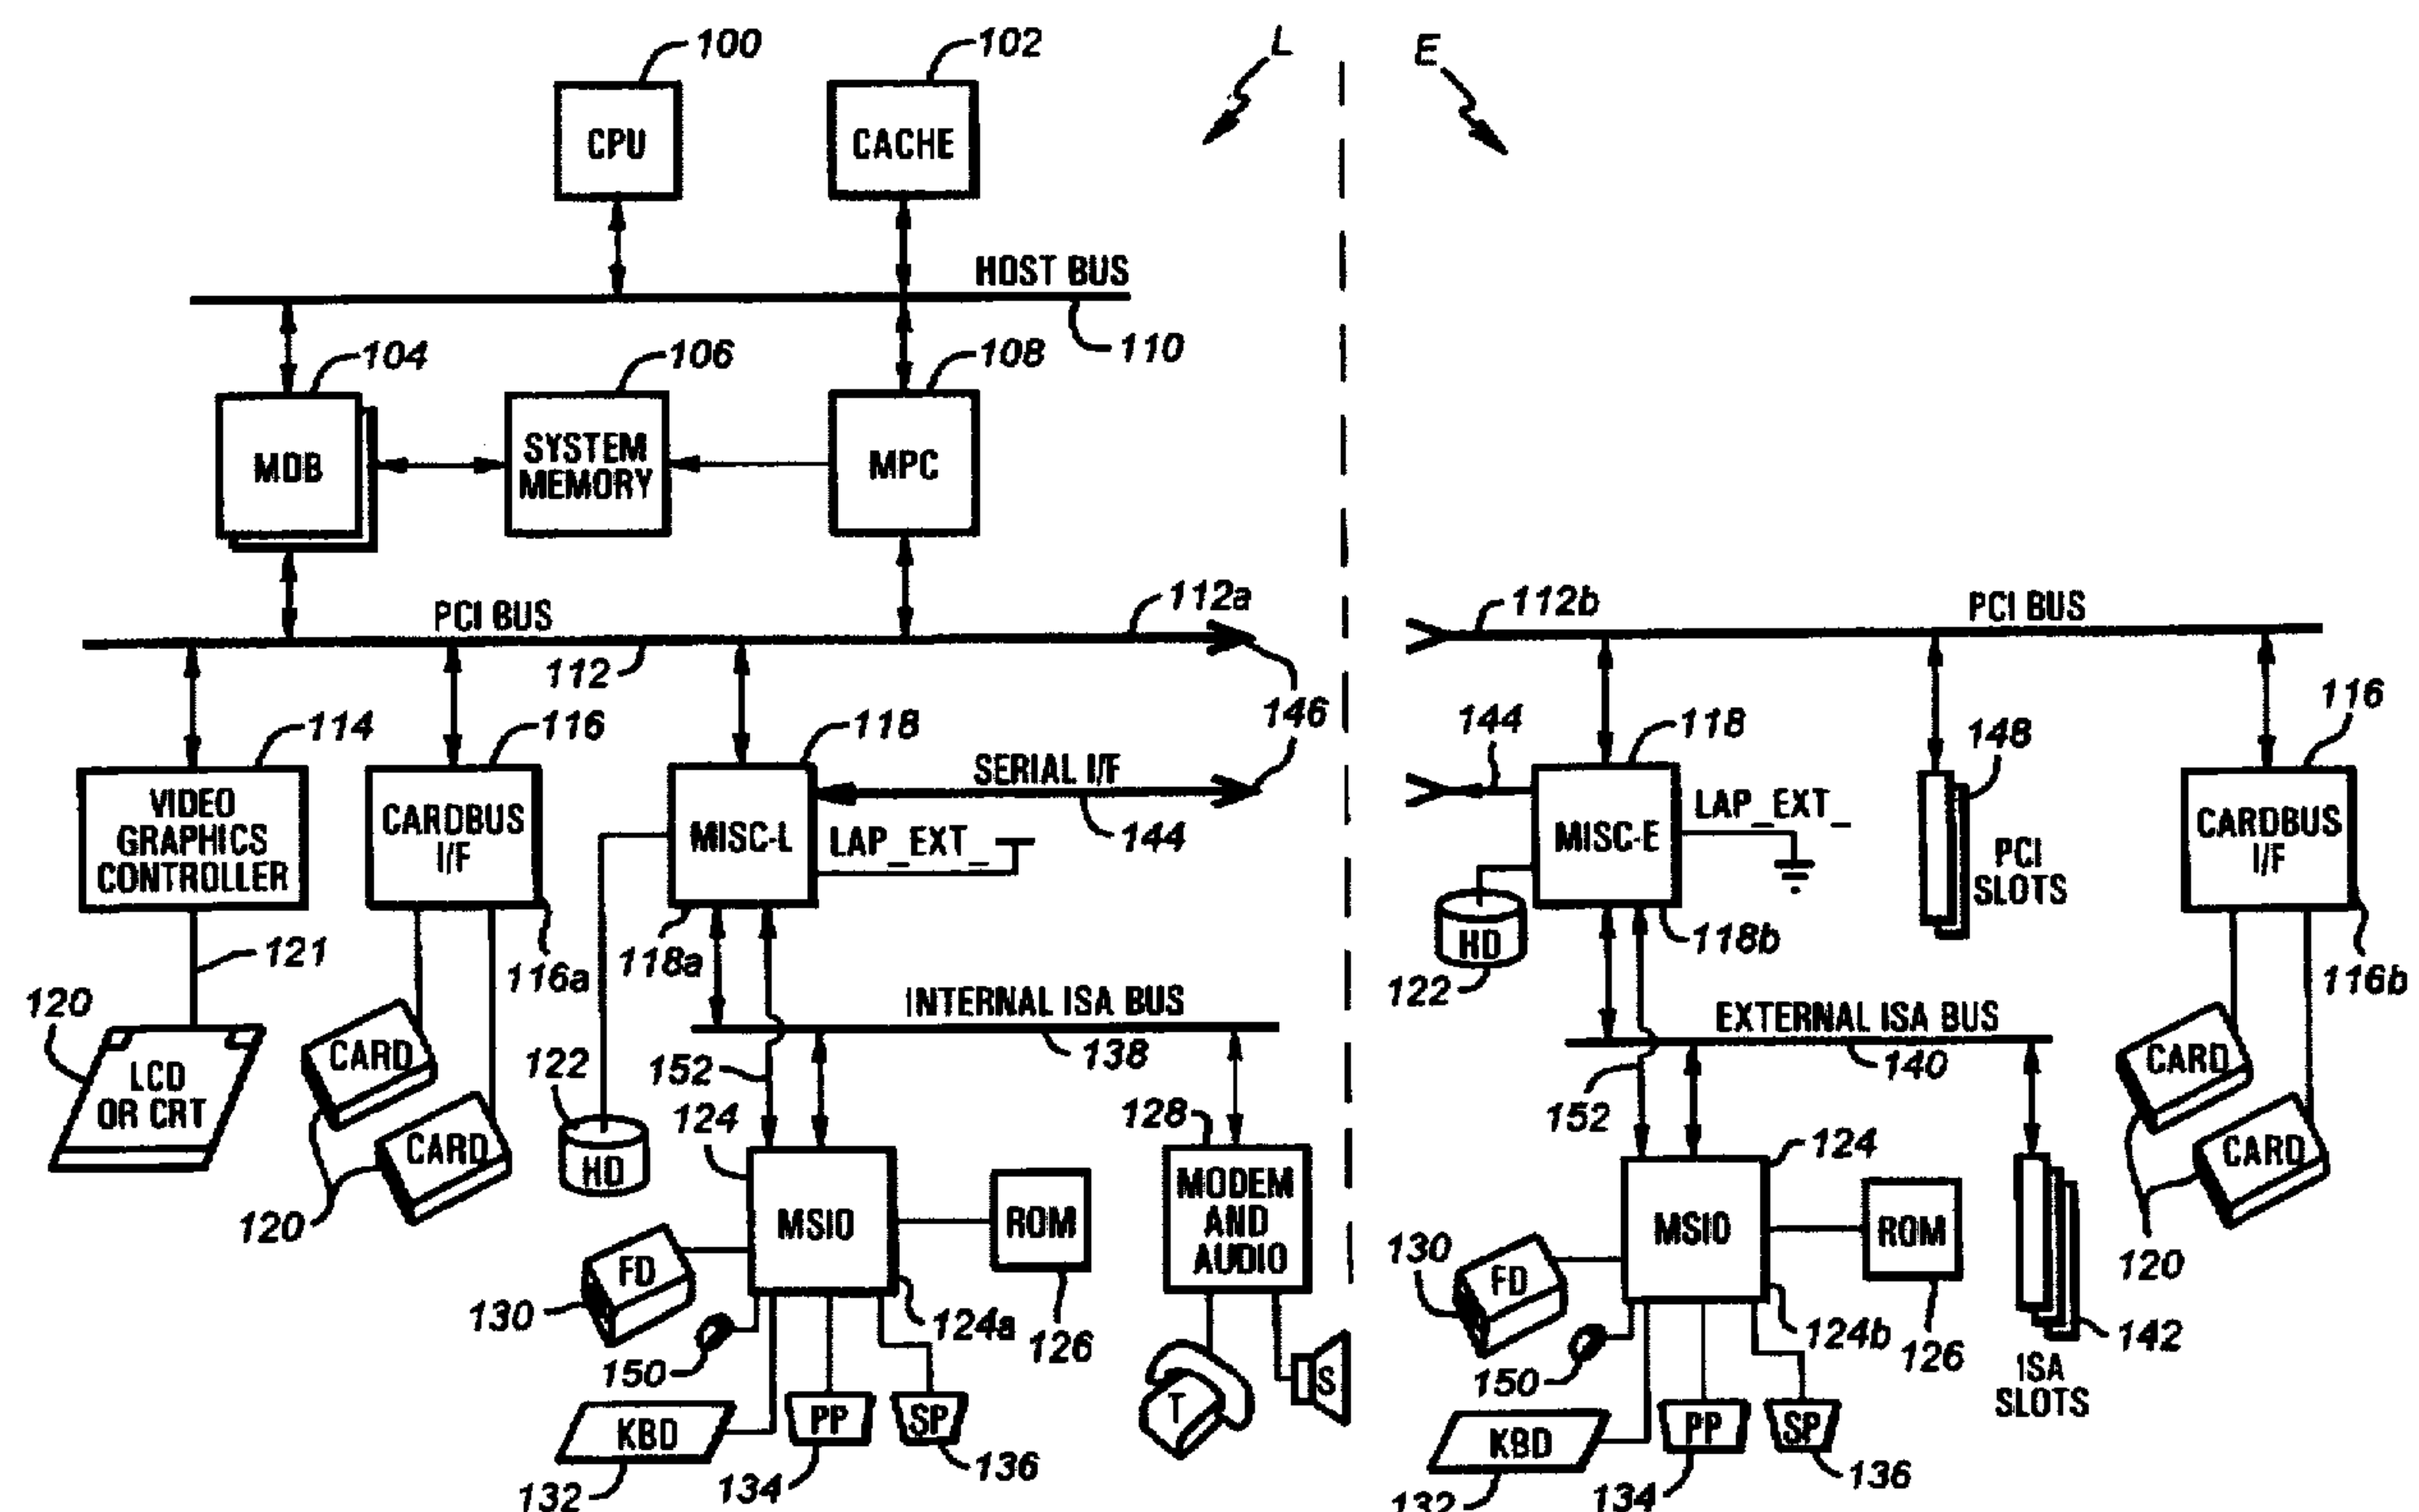 100
102
L
E
CPU
CACHE
HOST BUS
110
104
106
108
MDB
SYSTEM
MEMORY
MPC
PCI BUS
112
112a
112b
PCI BUS
146
114
116
118
144
118
148
116
VIDEO
GRAPHICS
CONTROLLER
CARDBUS
I/F
MISC-L
SERIAL I/F
144
LAP_EXT_
MISC-E
LAP_EXT_
PCI
SLOTS
CARDBUS
I/F
121
116a
118a
HD
122
118b
116b
120
LCD
OR CRT
CARD
CARD
120
INTERNAL ISA BUS
138
EXTERNAL ISA BUS
140
CARD
CARD
120
122
HD
152
124
128
152
124
MSIO
ROM
MODEM
AND
AUDIO
MSIO
ROM
FD
130
124a
126
130
FD
124b
126
142
ISA
SLOTS
150
150
T
S
KBD
PP
SP
KBD
PP
SP
132
134
136
132
134
136